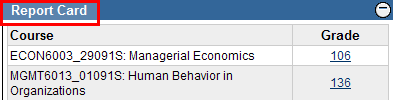 Report Card
Course Grade
ECON6003_29091S: Managerial Economics 106
MGMT6013_01091S: Human Behavior in
Organizations 136